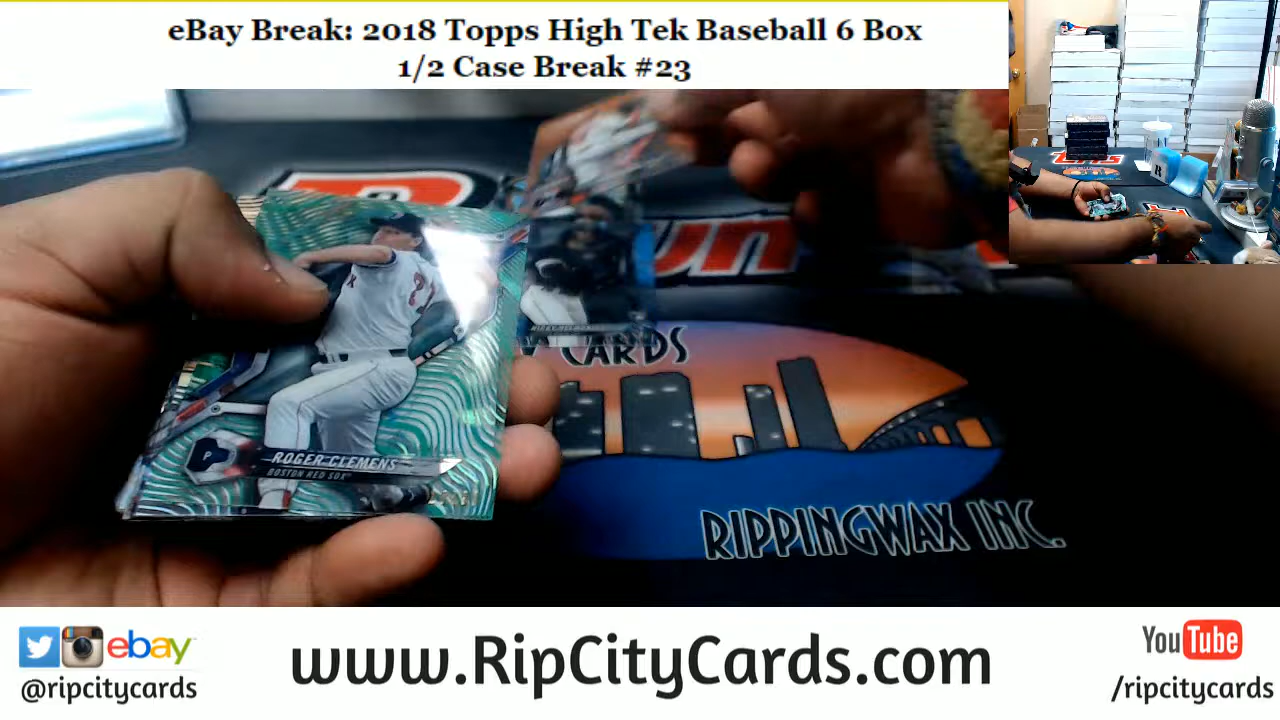 eBay Break: 2018 Topps High Tek Baseball 6 Box
1/2 Case Break #23
P
ROGER CLEMENS
BOSTON RED SOX
CARDS
RIPPINGWAX INC.
ebay
@ripcitycards
www.RipCityCards.com
YouTube
/ripcitycards